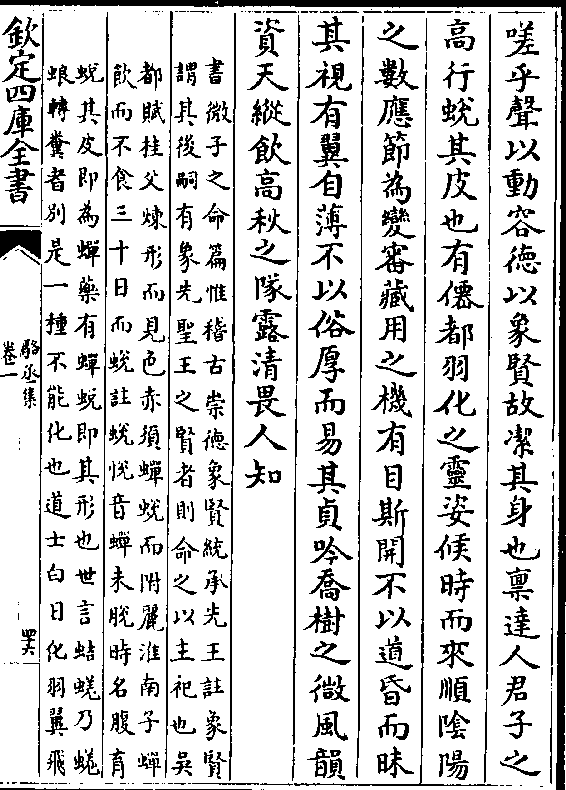 嗟乎聲以動容徳以象賢故潔其身也禀達人君子之
高行蛻其皮也有僊都羽化之靈姿候時而來順陰陽
之數應節為變審藏用之機有目斯開不以道昏而昧
其視有翼自薄不以俗厚而易其貞吟喬樹之微風韻
資天縱飲高秋之隊露清畏人知
書微子之命篇惟稽古崇德象賢統承先王註象賢
謂其後嗣有象先聖王之賢者則命之以主祀也吳
都賦桂父煉形而見色赤須蟬蛻而附麗淮南子蟬
飲而不食三十日而蛻註蛻悅音蟬未脫時名腹育
蛻其皮即為蟬藥有蟬蛻即其形也世言蛣蜣乃蜣
蜋轉糞者別是一種不能化也道士白日化羽翼飛
欽定四庫全書
駱丞集
卷一
四六